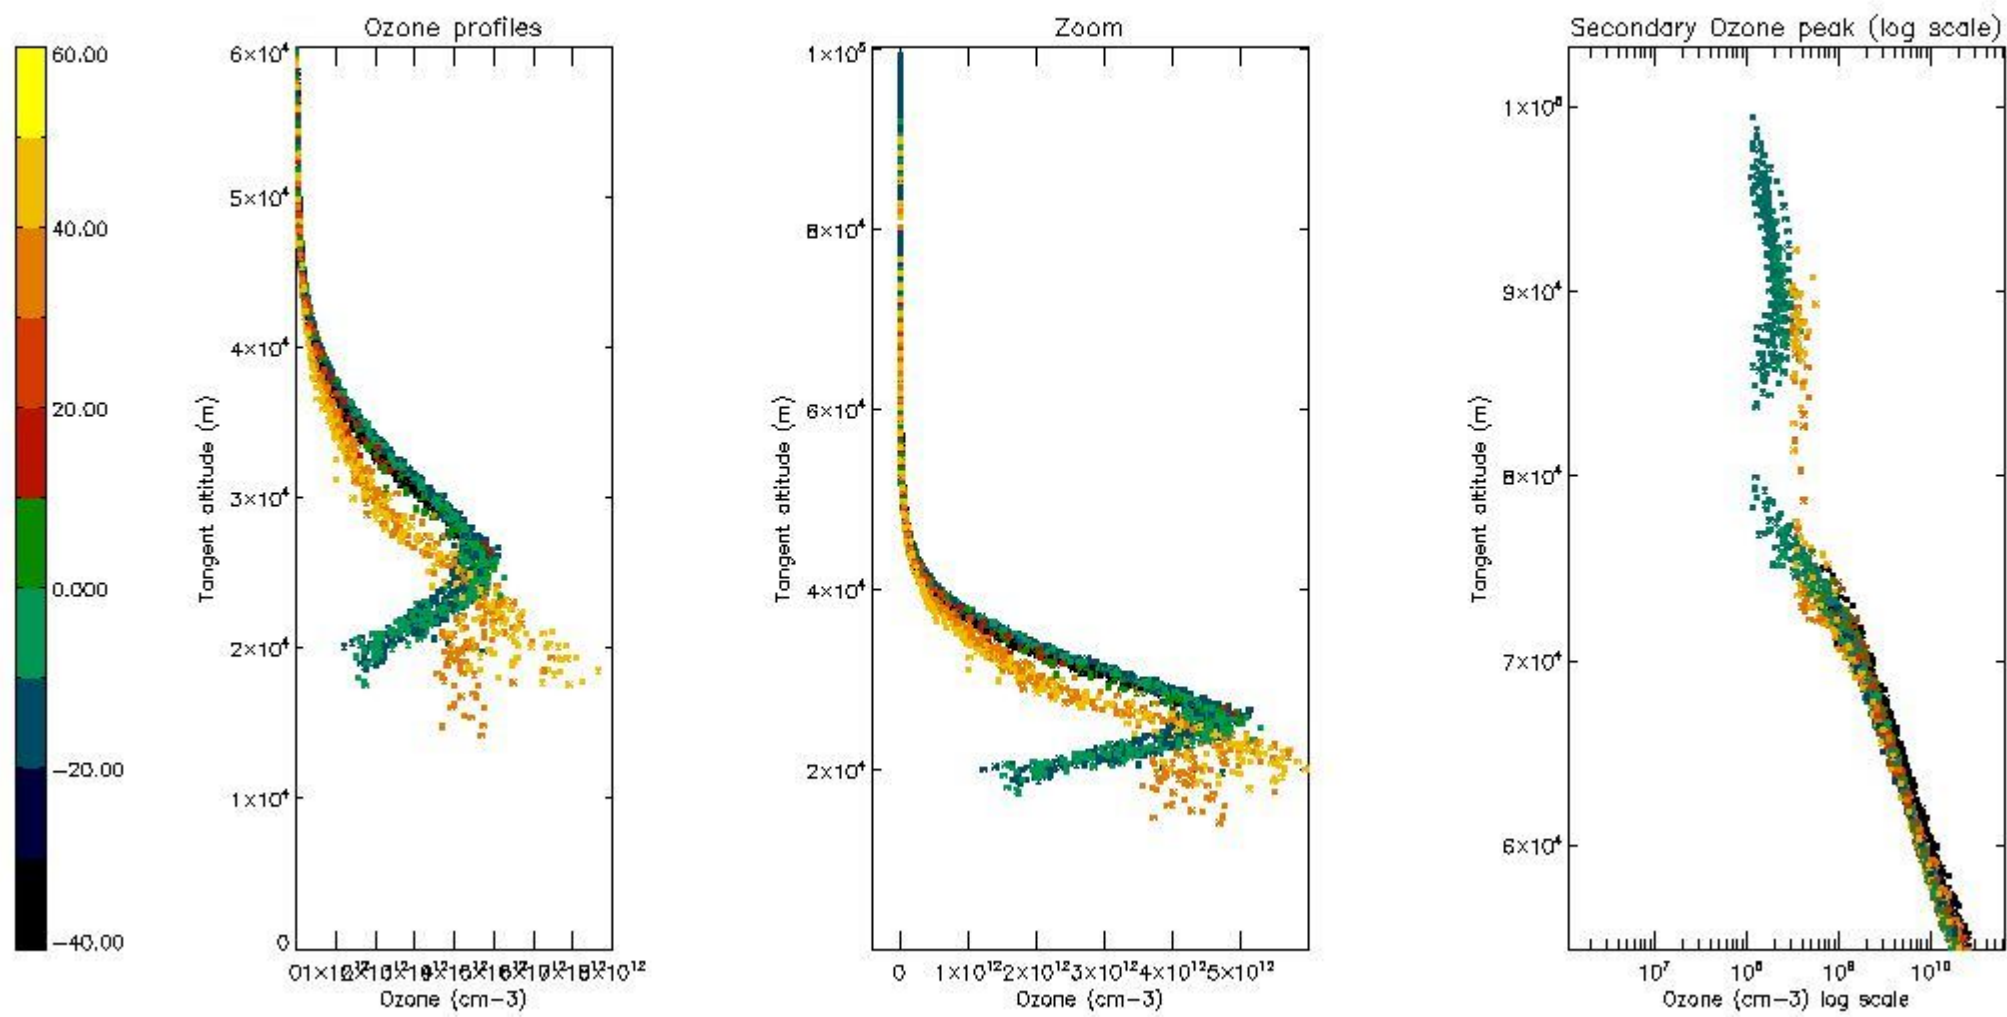 Ozone profiles
Zoom
Secondary Ozone peak (log scale)
60.00
40.00
20.00
0.000
-20.00
-40.00
6×10⁴
5×10⁴
4×10⁴
3×10⁴
2×10⁴
1×10⁴
0
Tangent altitude (m)
Ozone (cm-3)
1×10⁵
8×10⁴
6×10⁴
4×10⁴
2×10⁴
Tangent altitude (m)
0 1×10¹² 2×10¹² 3×10¹² 4×10¹² 5×10¹²
Ozone (cm-3)
9×10⁴
8×10⁴
7×10⁴
6×10⁴
Tangent altitude (m)
10⁷ 10⁸ 10⁹ 10¹⁰
Ozone (cm-3) log scale